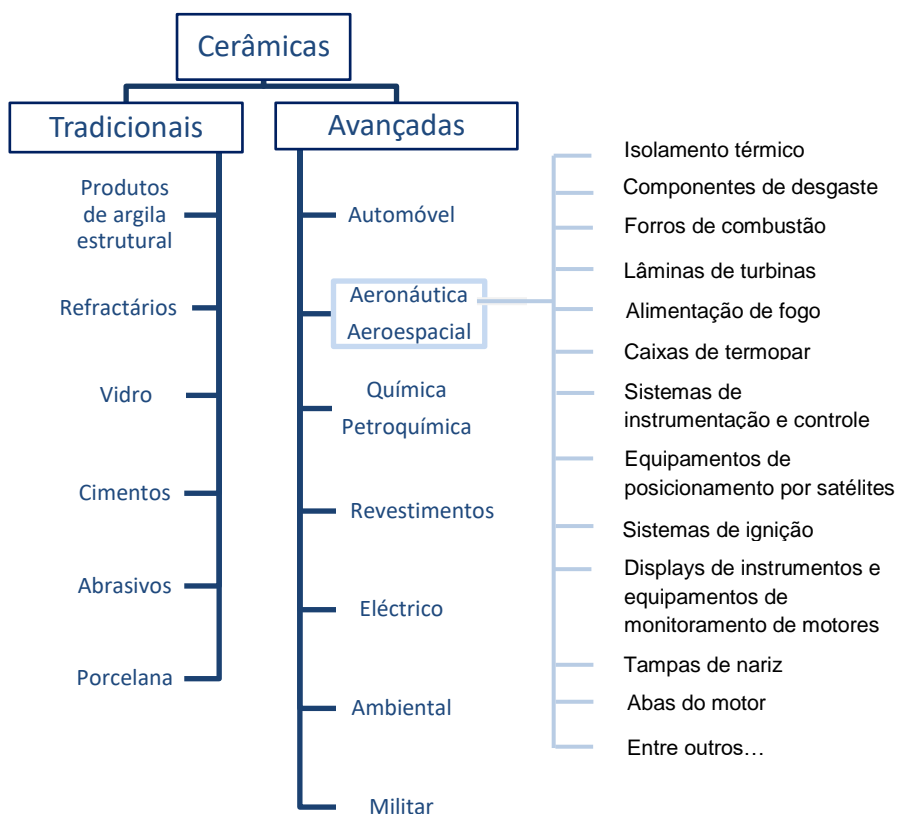 Cerâmicas
Tradicionais
Produtos
de argila
estrutural
Refractários
Vidro
Cimentos
Abrasivos
Porcelana
Avançadas
Automóvel
Aeronáutica
Aeroespacial
Química
Petroquímica
Revestimentos
Eléctrico
Ambiental
Militar
Isolamento térmico
Componentes de desgaste
Forros de combustão
Lâminas de turbinas
Alimentação de fogo
Caixas de termopar
Sistemas de
instrumentação e controle
Equipamentos de
posicionamento por satélites
Sistemas de ignição
Displays de instrumentos e
equipamentos de
monitoramento de motores
Tampas de nariz
Abas do motor
Entre outros…